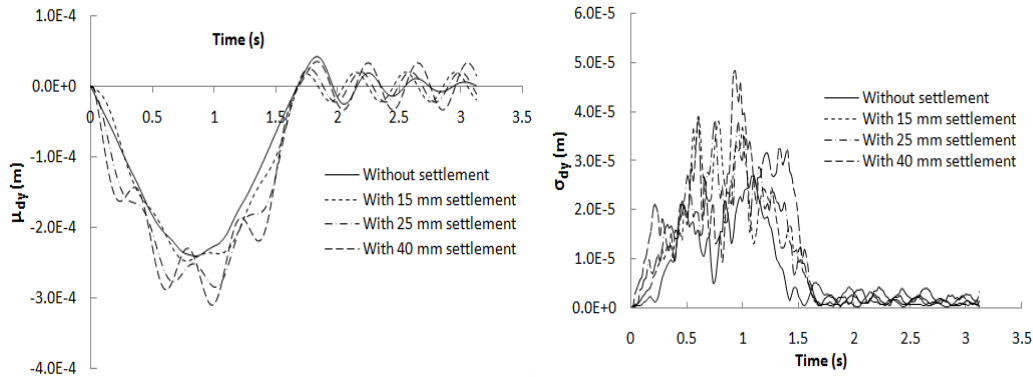 1.0E-4
Time (s)
0.0E+0
0 0.5 1 1.5 2 2.5 3 3.5
-1.0E-4
-2.0E-4
-3.0E-4
-4.0E-4
μdy (m)
Without settlement
With 15 mm settlement
With 25 mm settlement
With 40 mm settlement
6.0E-5
5.0E-5
4.0E-5
3.0E-5
2.0E-5
1.0E-5
0.0E+0
σdy (m)
Without settlement
With 15 mm settlement
With 25 mm settlement
With 40 mm settlement
0 0.5 1 1.5 2 2.5 3 3.5
Time (s)